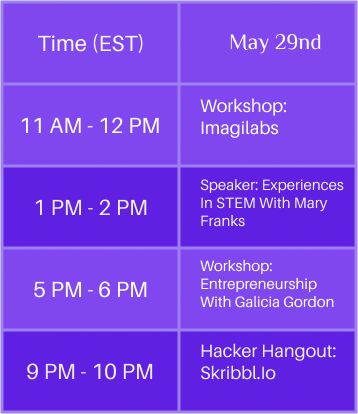 Time (EST)
May 29nd
11 AM - 12 PM
Workshop:
Imagilabs
1 PM - 2 PM
Speaker: Experiences
In STEM With Mary
Franks
5 PM - 6 PM
Workshop:
Entrepreneurship
With Galicia Gordon
9 PM - 10 PM
Hacker Hangout:
Skribbl.Io